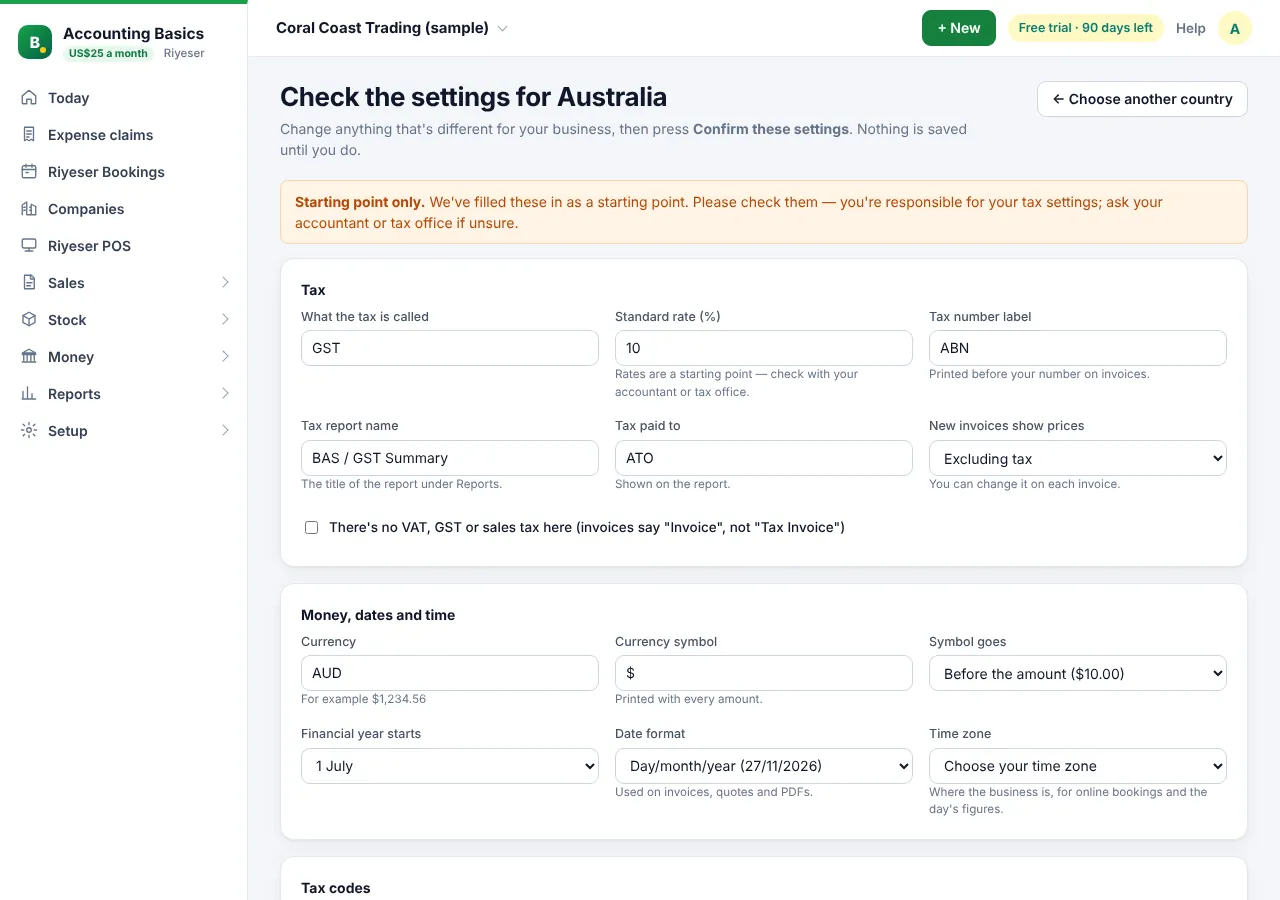 B.
Accounting Basics
US$25 a month
Riyeser
Today
Expense claims
Riyeser Bookings
Companies
Riyeser POS
Sales
Stock
Money
Reports
Setup
Coral Coast Trading (sample)
+ New
Free trial · 90 days left
Help
A
Check the settings for Australia
← Choose another country
Change anything that's different for your business, then press Confirm these settings. Nothing is saved
until you do.
Starting point only. We've filled these in as a starting point. Please check them — you're responsible for your tax settings; ask your
accountant or tax office if unsure.
Tax
What the tax is called
GST
Standard rate (%)
10
Rates are a starting point — check with your
accountant or tax office.
Tax number label
ABN
Printed before your number on invoices.
Tax report name
BAS / GST Summary
The title of the report under Reports.
Tax paid to
ATO
Shown on the report.
New invoices show prices
Excluding tax
You can change it on each invoice.
There's no VAT, GST or sales tax here (invoices say "Invoice", not "Tax Invoice")
Money, dates and time
Currency
AUD
For example $1,234.56
Currency symbol
$
Printed with every amount.
Symbol goes
Before the amount ($10.00)
Financial year starts
1 July
Date format
Day/month/year (27/11/2026)
Used on invoices, quotes and PDFs.
Time zone
Choose your time zone
Where the business is, for online bookings and the
day's figures.
Tax codes